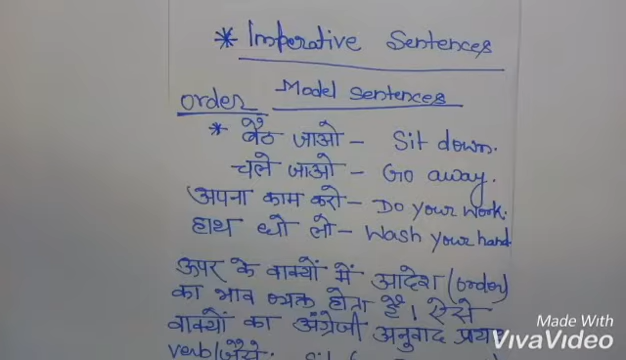 * Imperative Sentences
order Model Sentences
* बैठ जाओ - Sit down.
चले जाओ - Go away.
अपना काम करो - Do your work.
हाथ धो लो - Wash your hand
ऊपर के वाक्यों में आदेश (order)
का भाव व्यक्त होता है। ऐसे
वाक्यों का अंग्रेजी अनुवाद
verb/जैसे
Made With
VivaVideo